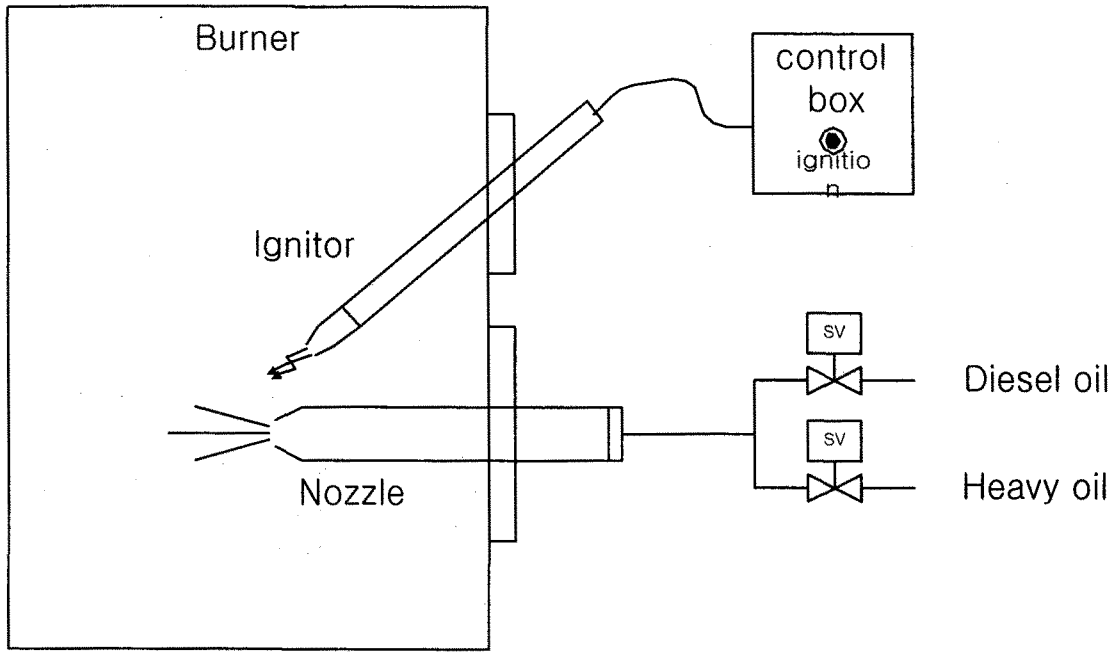 Burner
control
box
ignitio
n
Ignitor
SV
Diesel oil
SV
Heavy oil
Nozzle